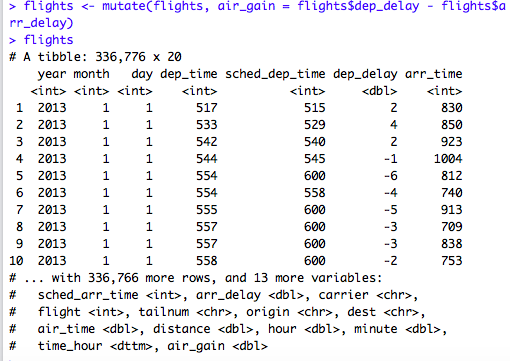 > flights <- mutate(flights, air_gain = flights$dep_delay - flights$a
rr_delay)
> flights
# A tibble: 336,776 x 20
year month day dep_time sched_dep_time dep_delay arr_time
<int> <int> <int> <int> <int> <dbl> <int>
1 2013 1 1 517 515 2 830
2 2013 1 1 533 529 4 850
3 2013 1 1 542 540 2 923
4 2013 1 1 544 545 -1 1004
5 2013 1 1 554 600 -6 812
6 2013 1 1 554 558 -4 740
7 2013 1 1 555 600 -5 913
8 2013 1 1 557 600 -3 709
9 2013 1 1 557 600 -3 838
10 2013 1 1 558 600 -2 753
# ... with 336,766 more rows, and 13 more variables:
# sched_arr_time <int>, arr_delay <dbl>, carrier <chr>,
# flight <int>, tailnum <chr>, origin <chr>, dest <chr>,
# air_time <dbl>, distance <dbl>, hour <dbl>, minute <dbl>,
# time_hour <dttm>, air_gain <dbl>